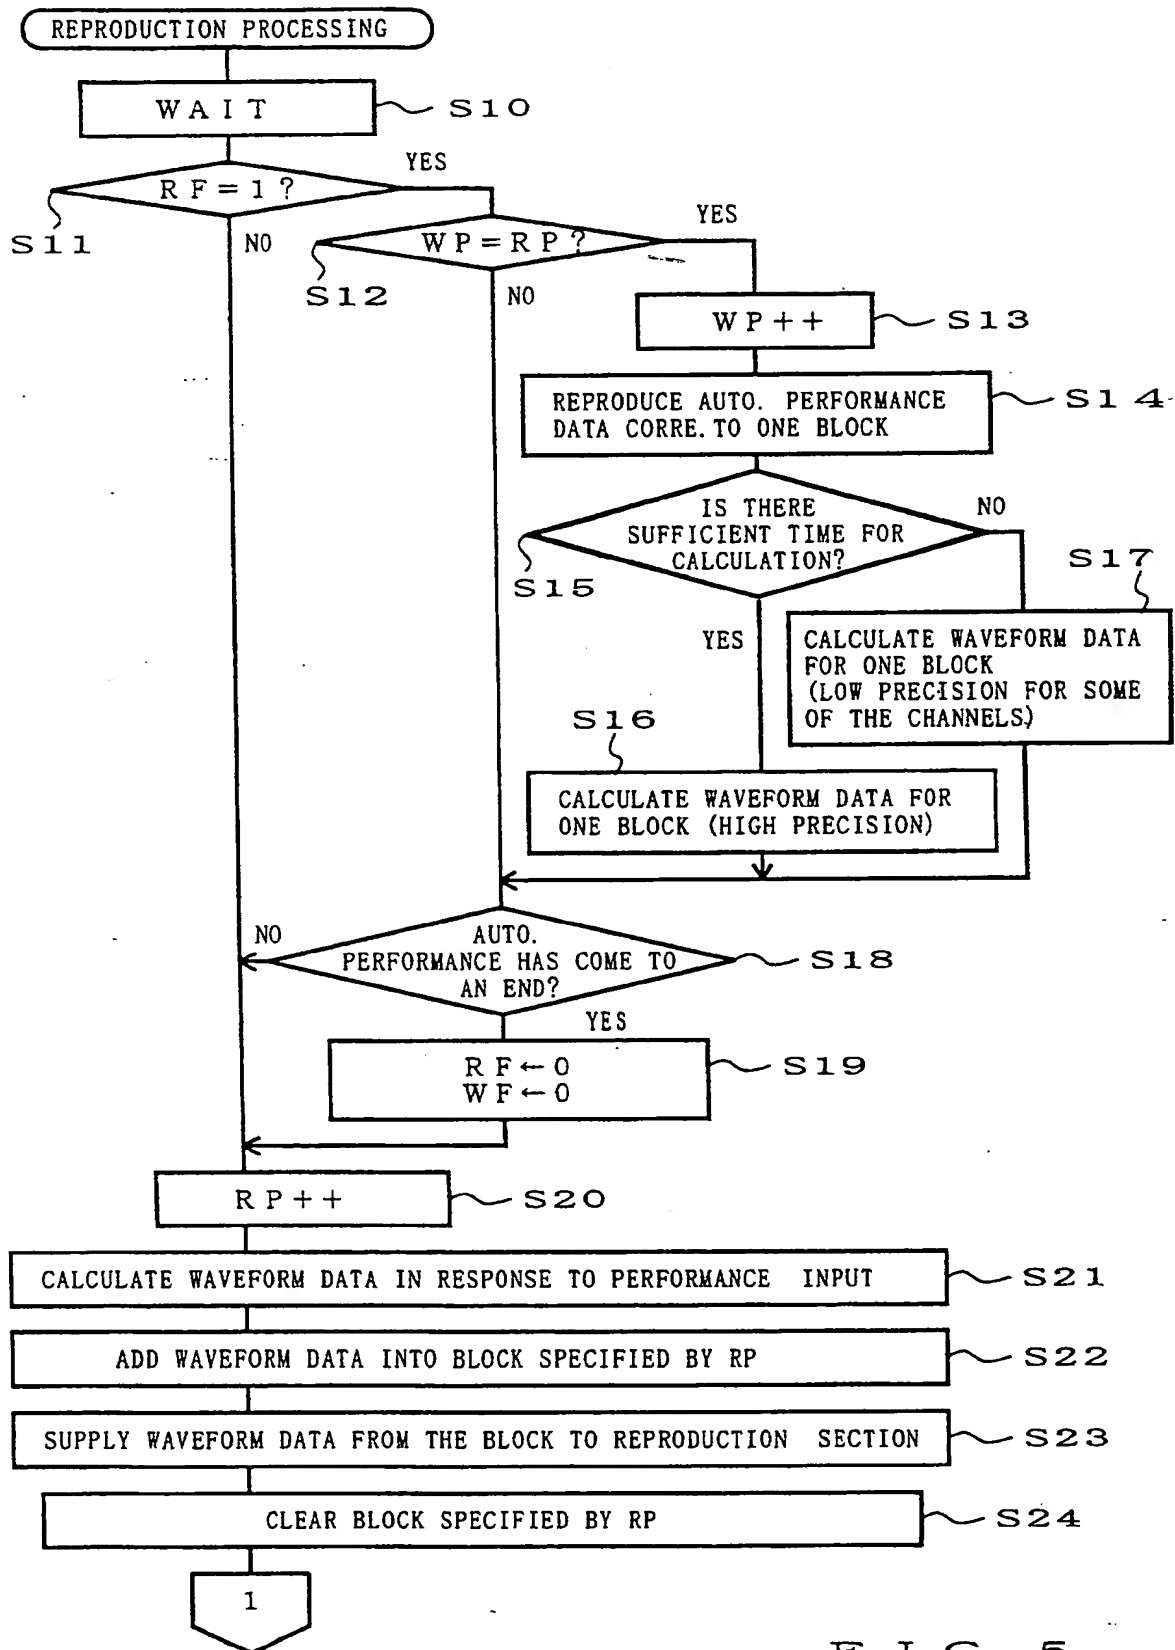 REPRODUCTION PROCESSING
WAIT
S10
RF=1?
YES
S11
NO
WP=RP?
YES
S12
NO
WP++
S13
REPRODUCE AUTO. PERFORMANCE
DATA CORRE. TO ONE BLOCK
S14
IS THERE
SUFFICIENT TIME FOR
CALCULATION?
NO
S15
YES
S17
CALCULATE WAVEFORM DATA
FOR ONE BLOCK
(LOW PRECISION FOR SOME
OF THE CHANNELS)
S16
CALCULATE WAVEFORM DATA FOR
ONE BLOCK (HIGH PRECISION)
NO
AUTO.
PERFORMANCE HAS COME TO
AN END?
S18
YES
RF←0
WF←0
S19
RP++
S20
CALCULATE WAVEFORM DATA IN RESPONSE TO PERFORMANCE INPUT
S21
ADD WAVEFORM DATA INTO BLOCK SPECIFIED BY RP
S22
SUPPLY WAVEFORM DATA FROM THE BLOCK TO REPRODUCTION SECTION
S23
CLEAR BLOCK SPECIFIED BY RP
S24
1